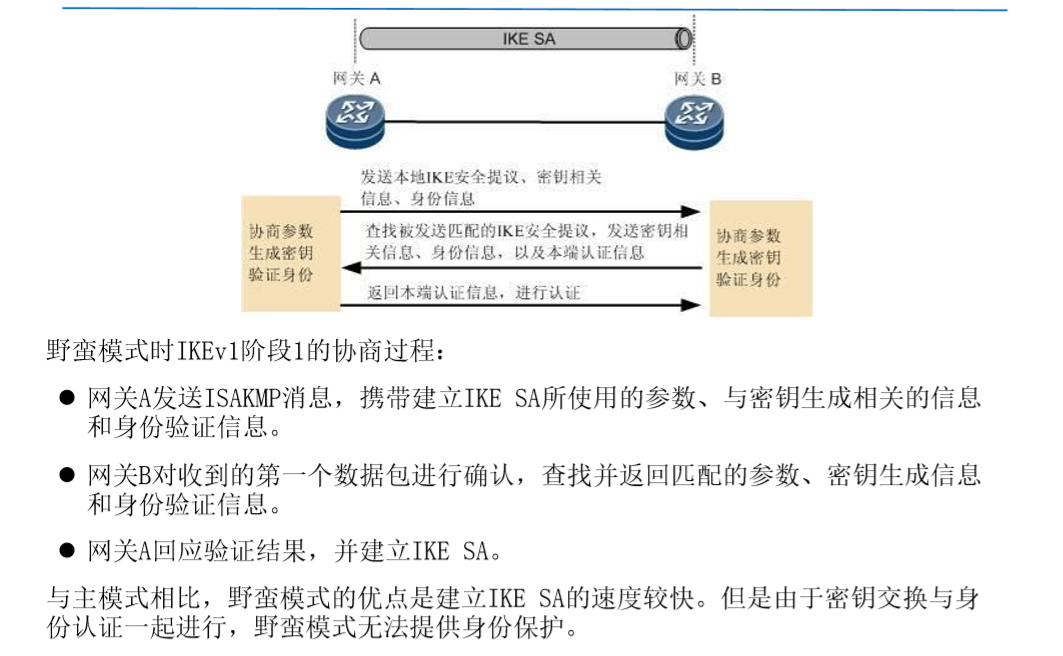 IKE SA
网关 A
网关 B
发送本地IKE安全提议、密钥相关
信息、身份信息
协商参数
生成密钥
验证身份
查找被发送匹配的IKE安全提议，发送密钥相
关信息、身份信息，以及本端认证信息
协商参数
生成密钥
验证身份
返回本端认证信息，进行认证
野蛮模式时IKEv1阶段1的协商过程：
● 网关A发送ISAKMP消息，携带建立IKE SA所使用的参数、与密钥生成相关的信息
和身份验证信息。
● 网关B对收到的第一个数据包进行确认，查找并返回匹配的参数、密钥生成信息
和身份验证信息。
● 网关A回应验证结果，并建立IKE SA。
与主模式相比，野蛮模式的优点是建立IKE SA的速度较快。但是由于密钥交换与身
份认证一起进行，野蛮模式无法提供身份保护。